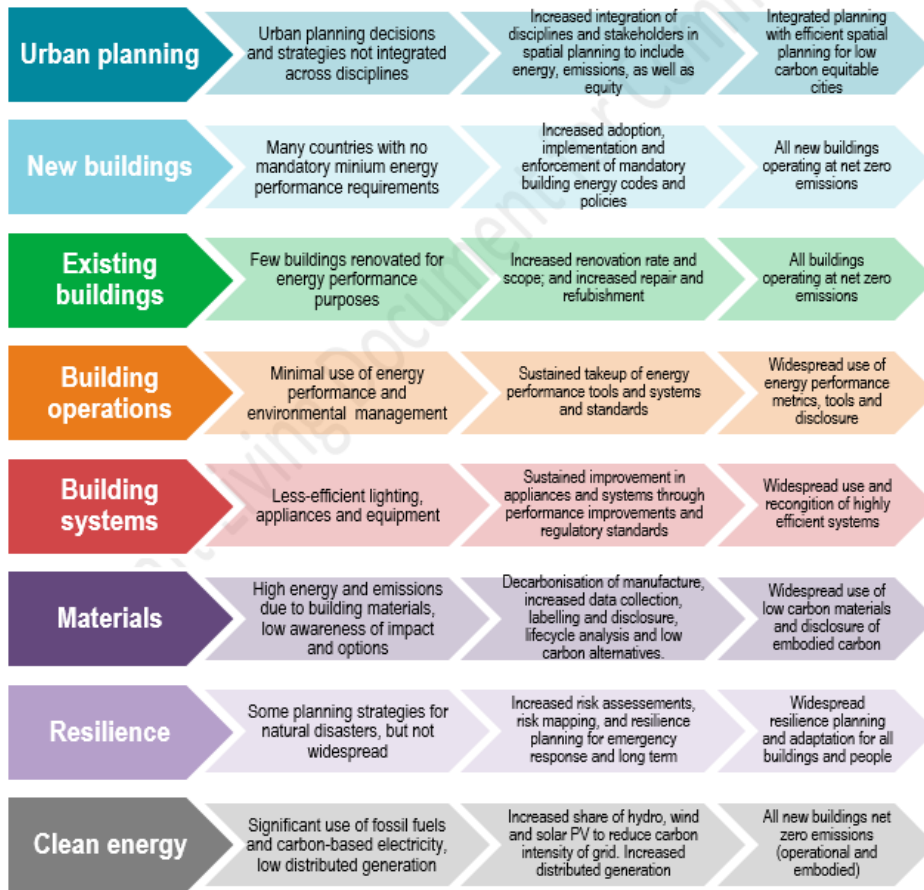 Urban planning
Urban planning decisions
and strategies not integrated
across disciplines
Increased integration of
disciplines and stakeholders in
spatial planning to include
energy, emissions, as well as
equity
Integrated planning
with efficient spatial
planning for low
carbon equitable
cities
New buildings
Many countries with no
mandatory minium energy
performance requirements
Increased adoption,
implementation and
enforcement of mandatory
building energy codes and
policies
All new buildings
operating at net zero
emissions
Existing
buildings
Few buildings renovated for
energy performance
purposes
Increased renovation rate and
scope; and increased repair and
refubishment
All buildings
operating at net zero
emissions
Building
operations
Minimal use of energy
performance and
environmental management
Sustained takeup of energy
performance tools and systems
and standards
Widespread use of
energy performance
metrics, tools and
disclosure
Building
systems
Less-efficient lighting,
appliances and equipment
Sustained improvement in
appliances and systems through
performance improvements and
regulatory standards
Widespread use and
recongition of highly
efficient systems
Materials
High energy and emissions
due to building materials,
low awareness of impact
and options
Decarbonisation of manufacture,
increased data collection,
labelling and disclosure,
lifecycle analysis and low
carbon alternatives.
Widespread use of
low carbon materials
and disclosure of
embodied carbon
Resilience
Some planning strategies for
natural disasters, but not
widespread
Increased risk assessments,
risk mapping, and resilience
planning for emergency
response and long term
Widespread
resilience planning
and adaptation for all
buildings and people
Clean energy
Significant use of fossil fuels
and carbon-based electricity,
low distributed generation
Increased share of hydro, wind
and solar PV to reduce carbon
intensity of grid. Increased
distributed generation
All new buildings net
zero emissions
(operational and
embodied)
Living Document for